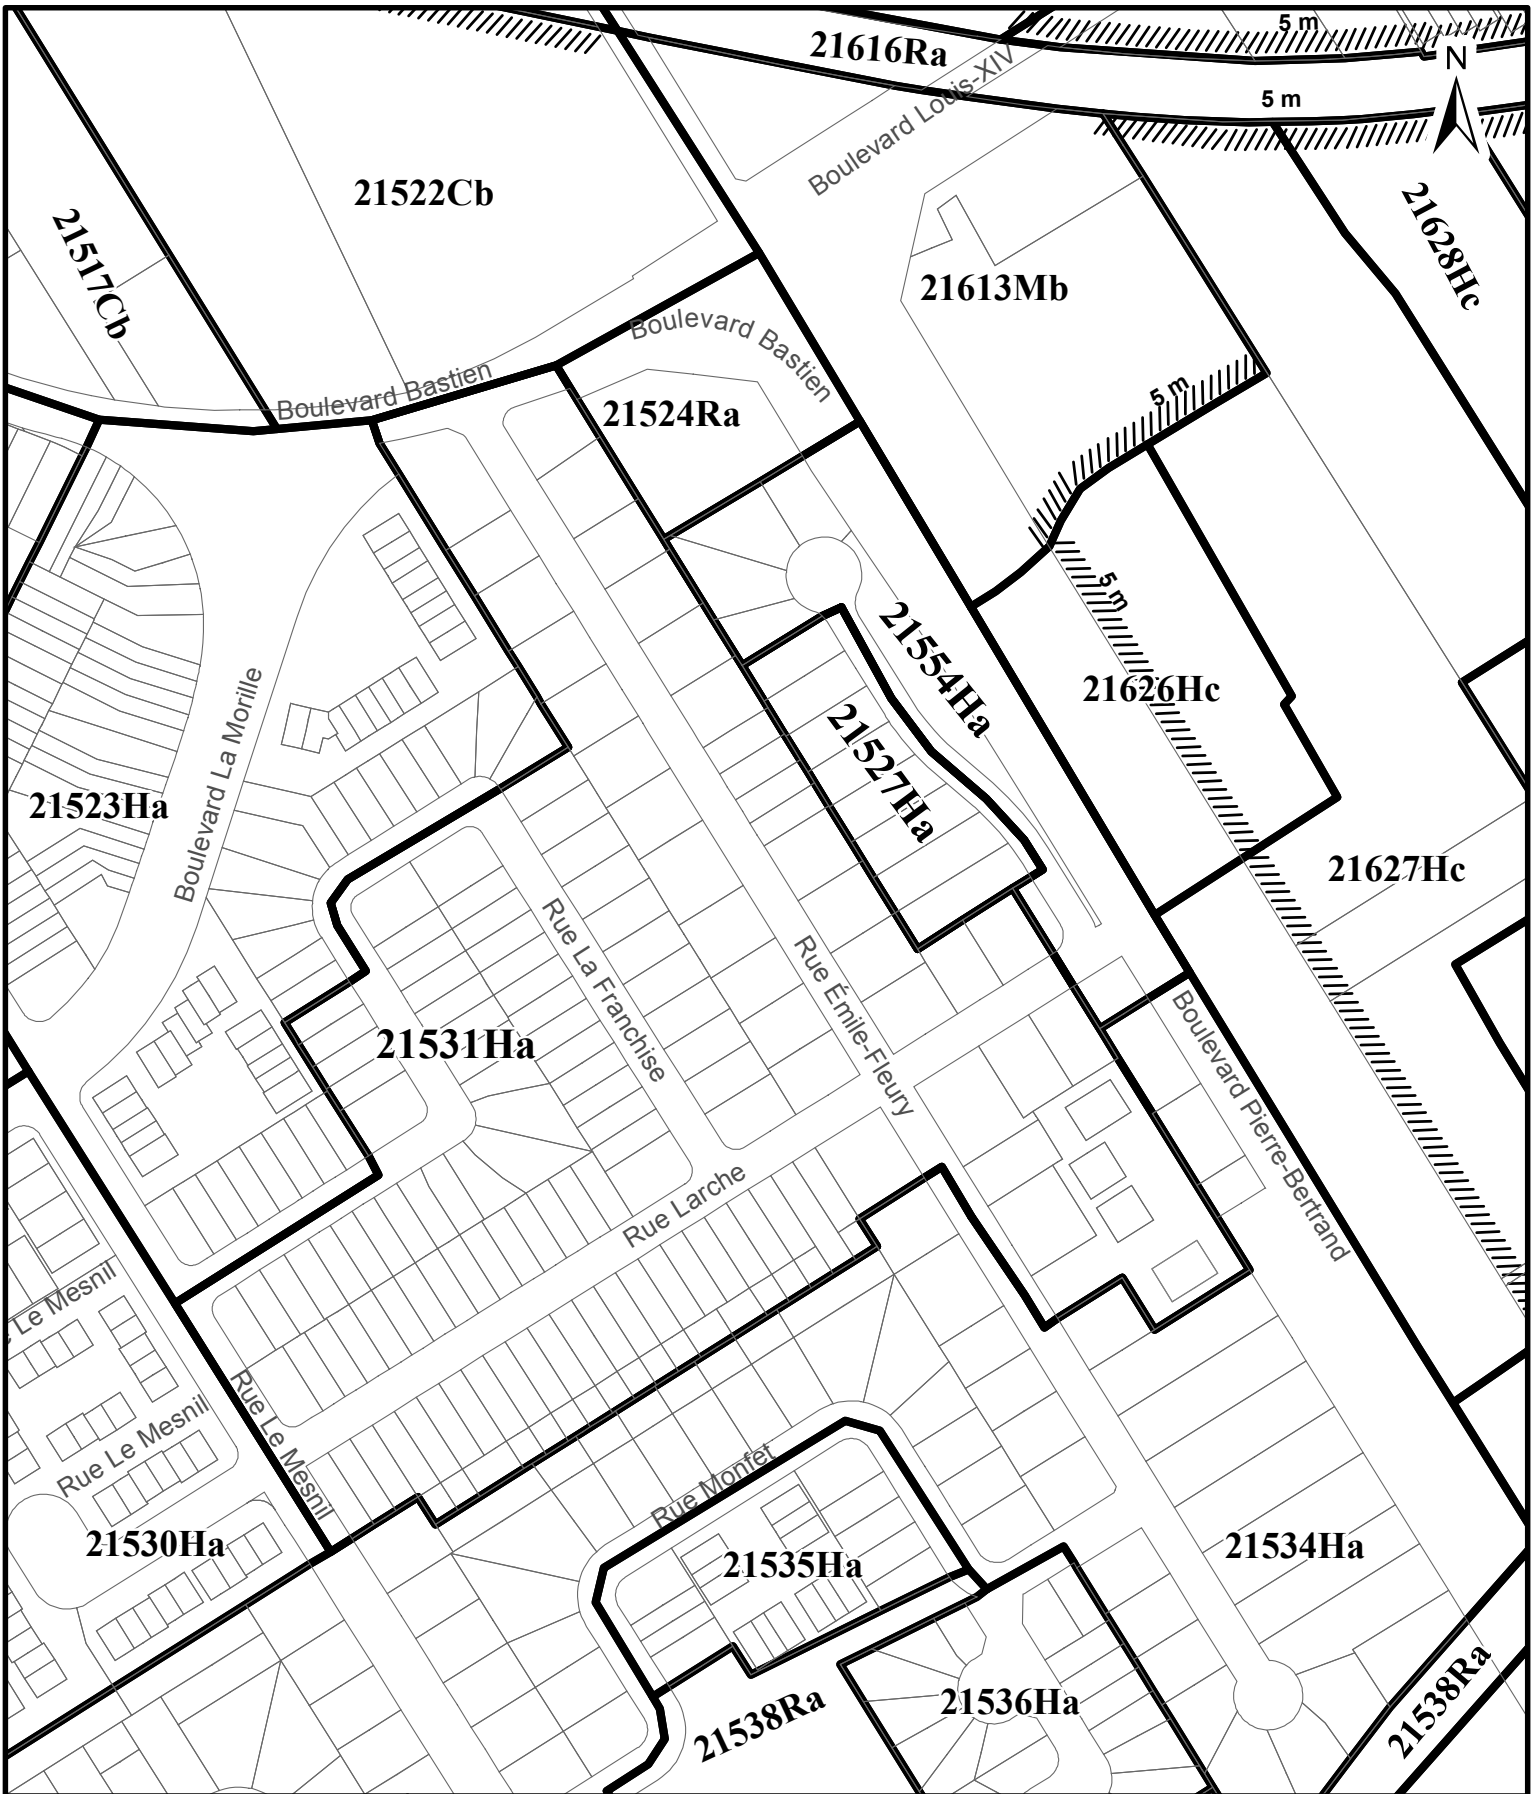 5 m
21616Ra
N
Boulevard Louis-XIV
5 m
21522Cb
21517Cb
21628Hc
21613Mb
Boulevard Bastien
Boulevard Bastien
5 m
21524Ra
5 m
21554Ha
21626Hc
Boulevard La Morille
21527Ha
21523Ha
21627Hc
Rue La Franchise
Rue Émile-Fleury
21531Ha
Boulevard Pierre-Bertrand
Rue Larche
Le Mesnil
Rue Le Mesnil
Rue Le Mesnil
Rue Monfet
21530Ha
21535Ha
21534Ha
21538Ra
21536Ha
21538Ra